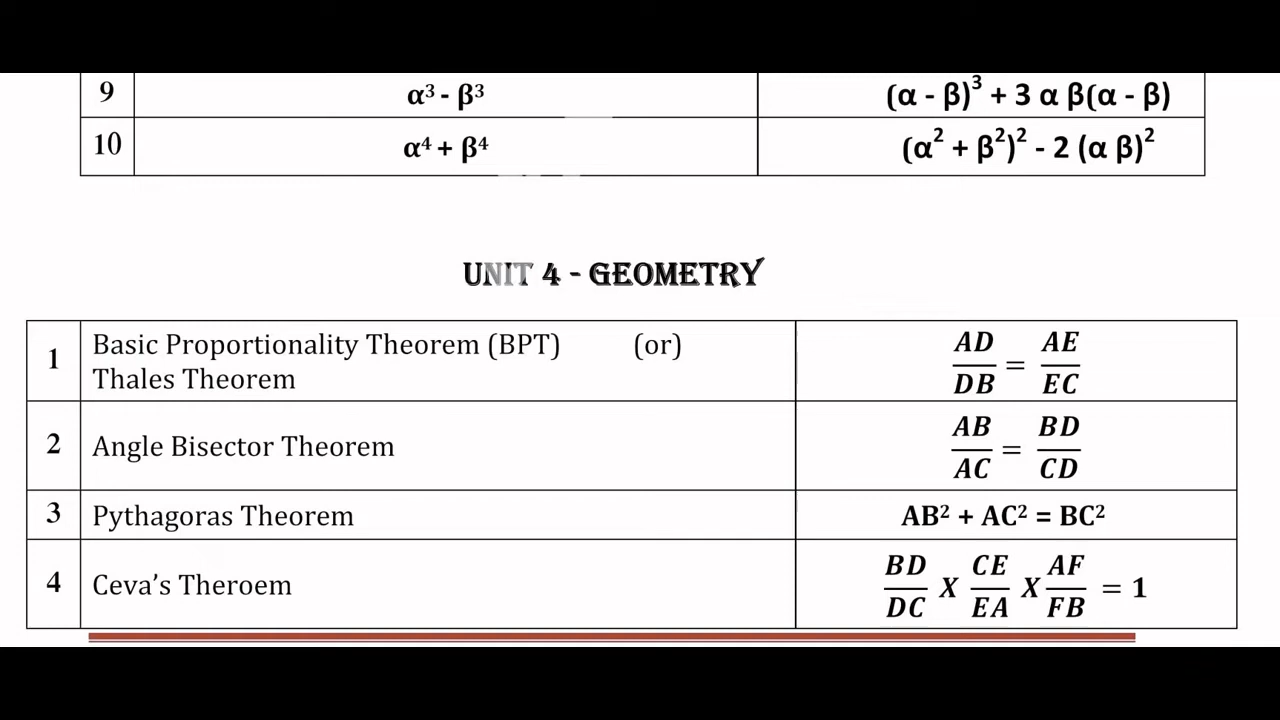 9 α³ - β³ (α - β)³ + 3 α β(α - β)
10 α⁴ + β⁴ (α² + β²)² - 2 (α β)²
UNIT 4 - GEOMETRY
1 Basic Proportionality Theorem (BPT) (or) Thales Theorem AD/DB = AE/EC
2 Angle Bisector Theorem AB/AC = BD/CD
3 Pythagoras Theorem AB² + AC² = BC²
4 Ceva’s Theroem BD/DC X CE/EA X AF/FB = 1